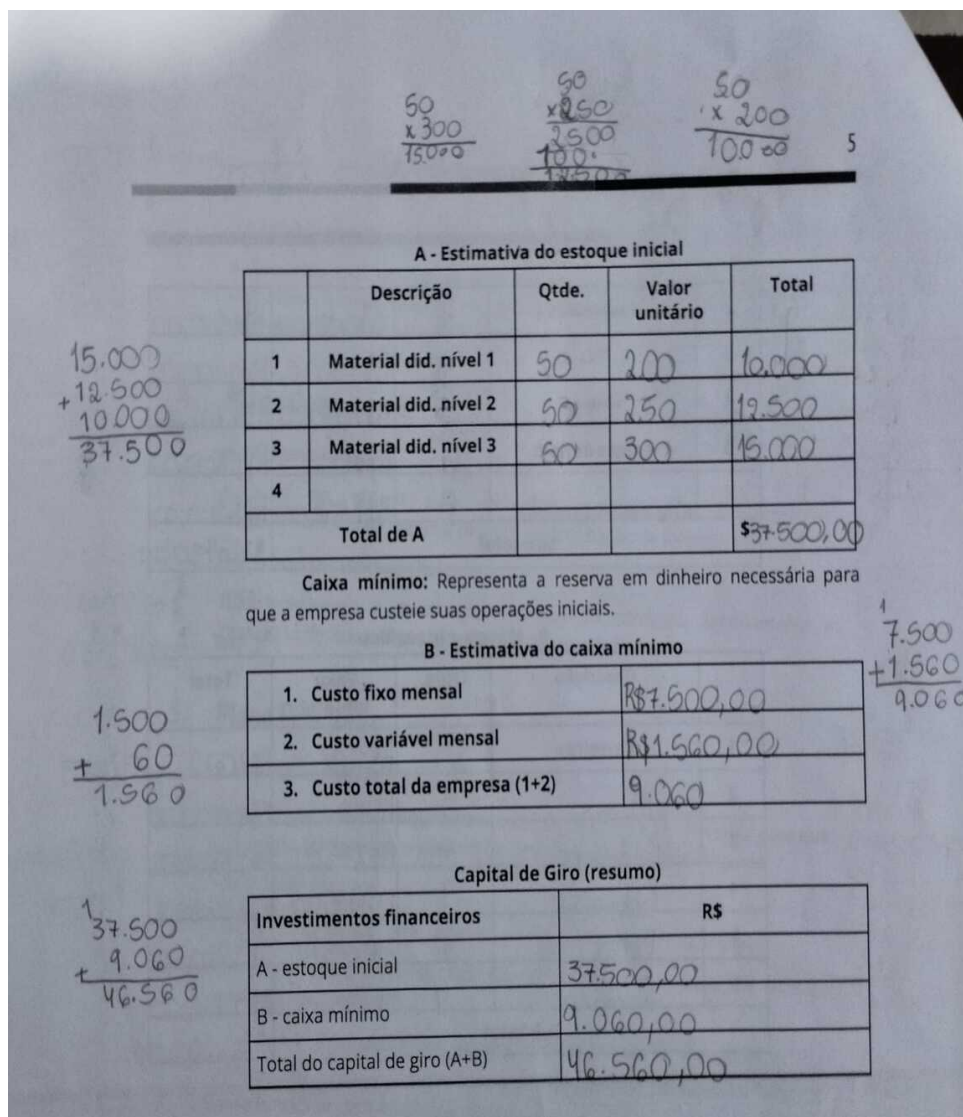 50
x 300
15.000
50
x250
2500
100.
12500
50
x 200
10.000
5
A - Estimativa do estoque inicial
Descrição Qtde. Valor unitário Total
1 Material did. nível 1 50 200 10.000
2 Material did. nível 2 50 250 12.500
3 Material did. nível 3 50 300 15.000
4
Total de A $37.500,00
15.000
+12.500
10.000
37.500
Caixa mínimo: Representa a reserva em dinheiro necessária para
que a empresa custeie suas operações iniciais.
B - Estimativa do caixa mínimo
1. Custo fixo mensal R$7.500,00
2. Custo variável mensal R$1.560,00
3. Custo total da empresa (1+2) 9.060
1
7.500
+1.560
9.060
1.500
+ 60
1.560
Capital de Giro (resumo)
Investimentos financeiros R$
A - estoque inicial 37.500,00
B - caixa mínimo 9.060,00
Total do capital de giro (A+B) 46.560,00
1
37.500
+ 9.060
46.560